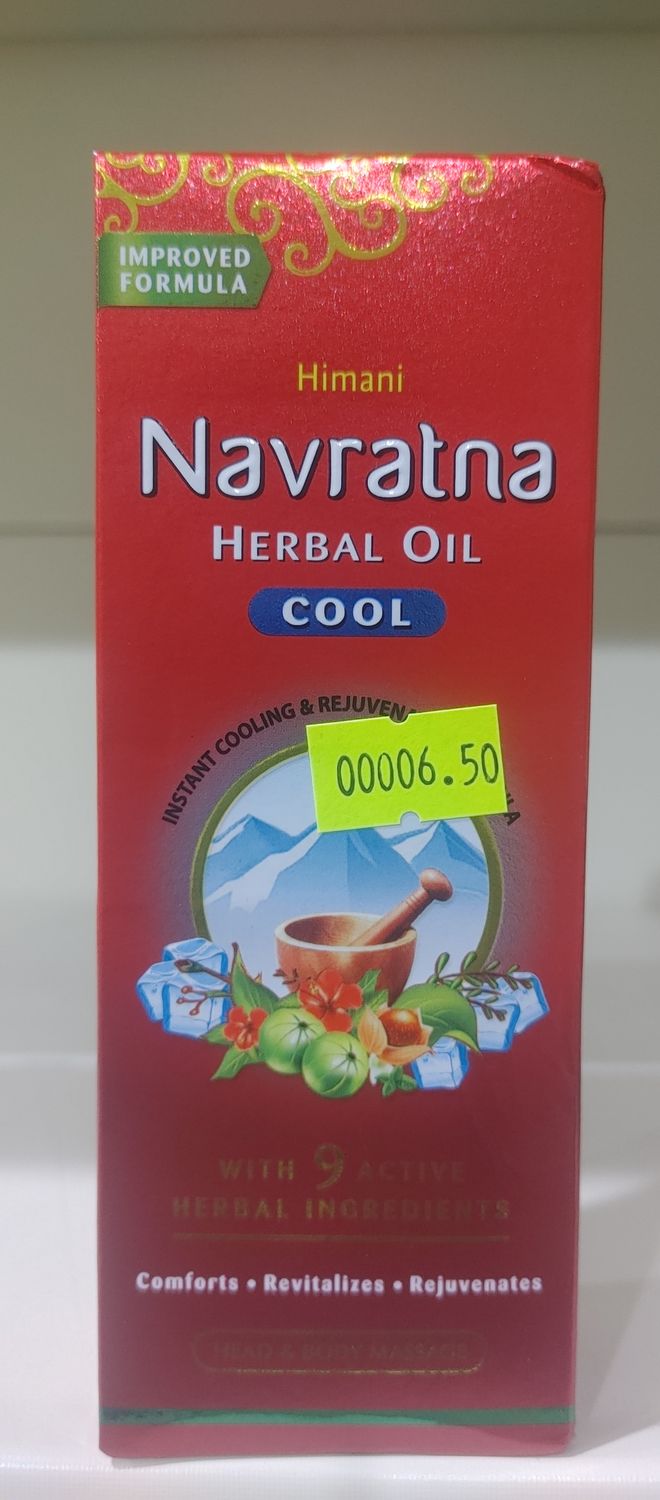 IMPROVED
FORMULA
Himani
Navratna
HERBAL OIL
COOL
INSTANT COOLING & REJUVEN
00006.50
WITH 9 ACTIVE
HERBAL INGREDIENTS
Comforts • Revitalizes • Rejuvenates
HEAD & BODY MASSAGE